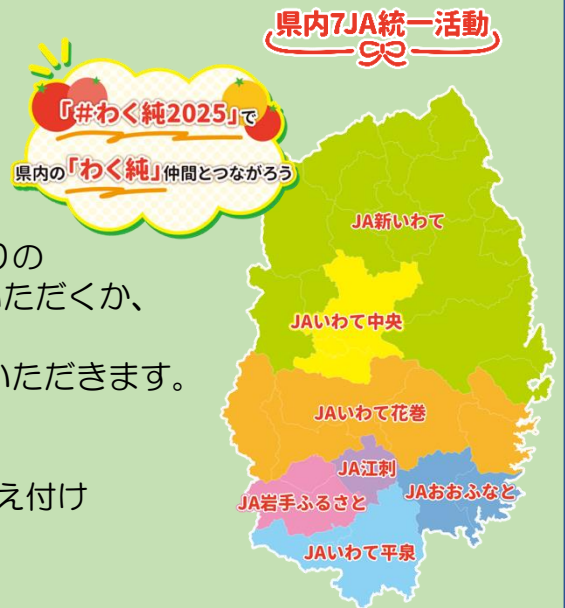 県内7JA統一活動
「#わく純2025」で
県内の「わく純」仲間とつながろう
りの
いただくか、
いただきます。
え付け
JA新いわて
JAいわて中央
JAいわて花巻
JA江刺
JA岩手ふるさと
JAおおふなと
JAいわて平泉